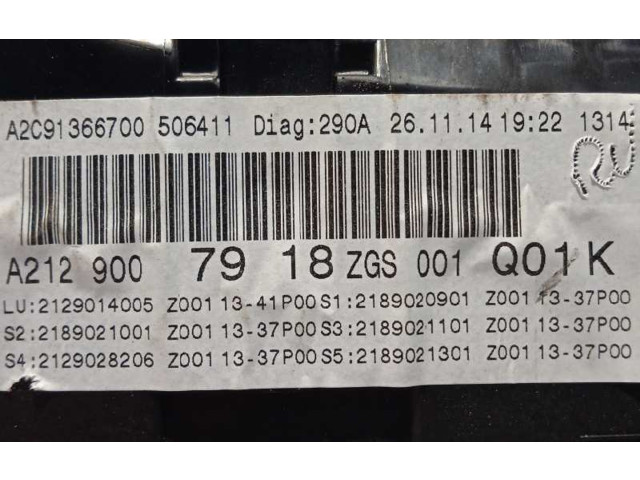 A2C91366700 506411 Diag:290A 26.11.14 19:22 1314
A212 900 79 18 ZGS 001 Q01K
LU:2129014005 Z001 13-41P00 S1:2189020901 Z001 13-37P00
S2:2189021001 Z001 13-37P00 S3:2189021101 Z001 13-37P00
S4:2129028206 Z001 13-37P00 S5:2189021301 Z001 13-37P00